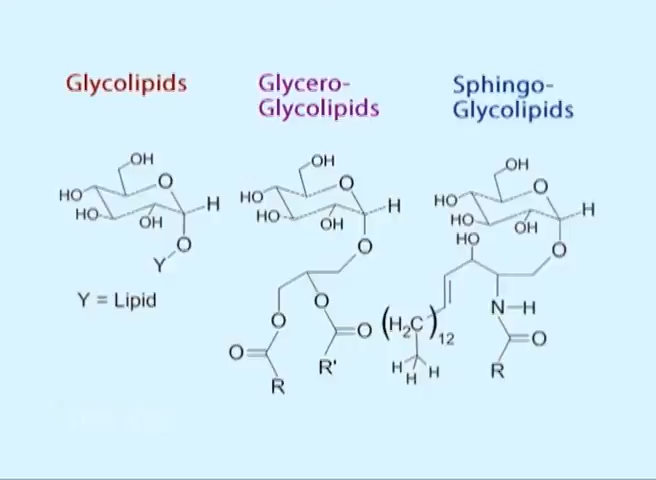 Glycolipids
Glycero-
Glycolipids
Sphingo-
Glycolipids
OH
HO
O
HO
OH
H
O
Y
Y = Lipid
OH
HO
O
HO
OH
H
O
O
O
O
O
R'
R
OH
HO
O
HO
OH
H
HO
O
N-H
(H₂C)₁₂
O
H
H
H
R